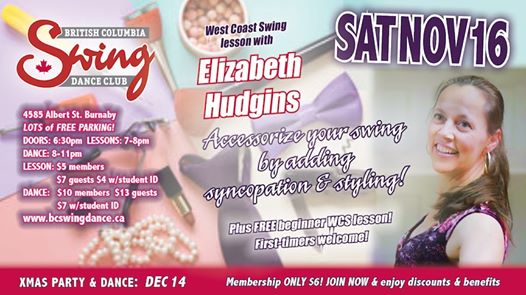 BRITISH COLUMBIA
Swing
DANCE CLUB
4585 Albert St. Burnaby
LOTS of FREE PARKING!
DOORS: 6:30pm LESSONS: 7-8pm
DANCE: 8-11pm
LESSON: $5 members
$7 guests $4 w/student ID
DANCE: $10 members $13 guests
$7 w/student ID
www.bcswingdance.ca
West Coast Swing
lesson with
Elizabeth
Hudgins
SAT NOV 16
Accessorize your swing
by adding
syncopation & styling!
Plus FREE beginner WCS lesson!
First-timers welcome!
XMAS PARTY & DANCE: DEC 14
Membership ONLY $6! JOIN NOW & enjoy discounts & benefits